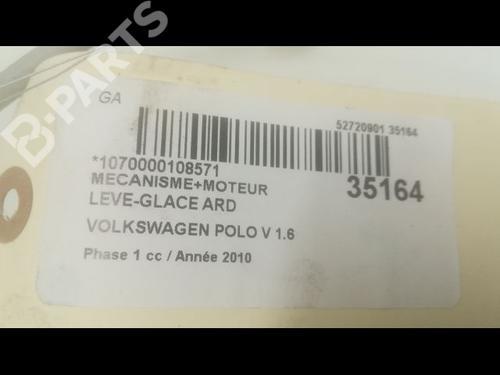 B-PARTS
GA
52720901 35164
*1070000108571
35164
MECANISME+MOTEUR
LEVE-GLACE ARD
VOLKSWAGEN POLO V 1.6
Phase 1 cc / Année 2010